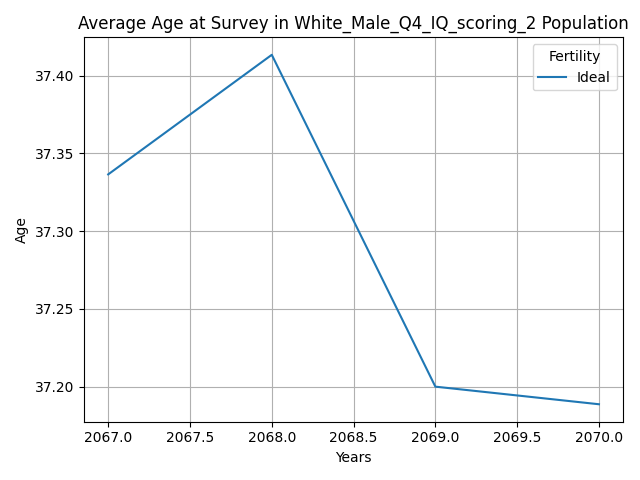 Average Age at Survey in White_Male_Q4_IQ_scoring_2 Population
Fertility
Ideal
37.40
37.35
37.30
37.25
37.20
Age
2067.0 2067.5 2068.0 2068.5 2069.0 2069.5 2070.0
Years